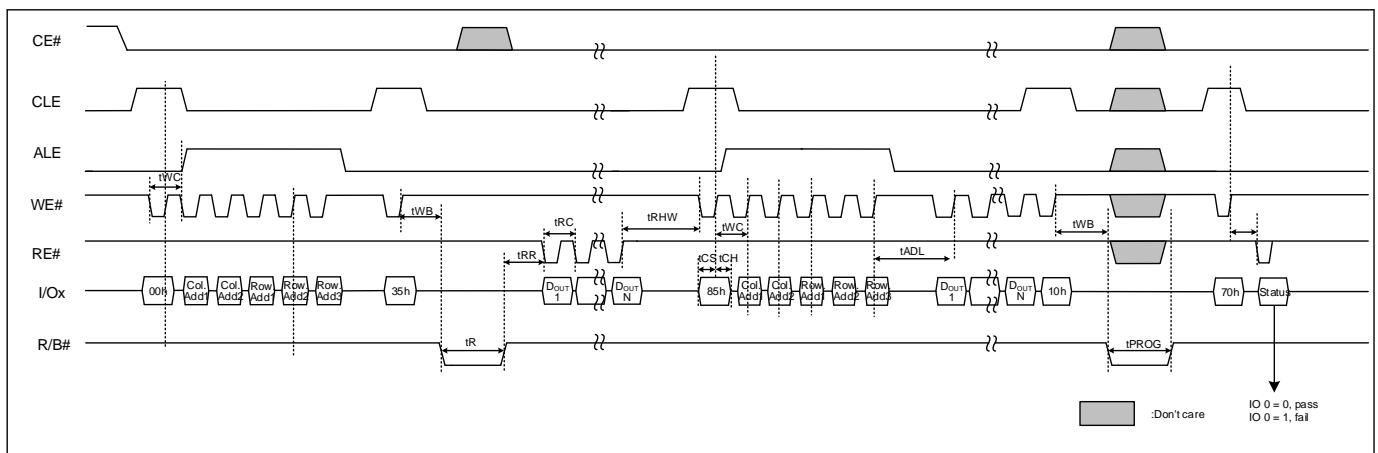 CE#
CLE
ALE
tWC
WE#
tWB
tRC
tRHW
tWC
tWB
RE#
tRR
tCS tCH
tADL
I/Ox
00h
Col. Add1
Col. Add2
Row Add1
Row Add2
Row Add3
35h
DOUT 1
DOUT N
85h
Col. Add1
Col. Add2
Row. Add1
Row Add2
Row Add3
DOUT 1
DOUT N
10h
70h
Status
R/B#
tR
tPROG
:Don't care
IO 0 = 0, pass
IO 0 = 1, fail